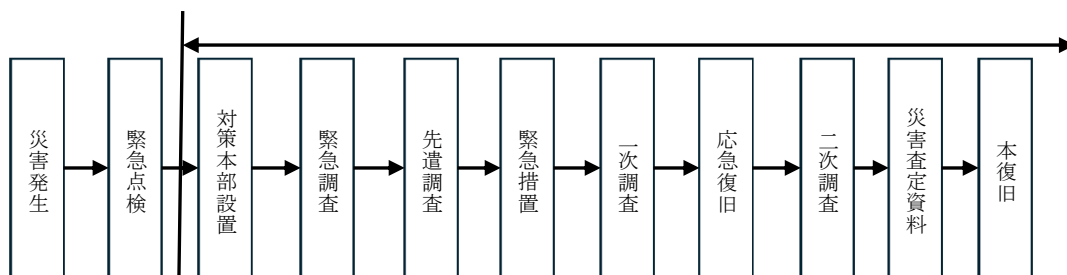 災害発生
緊急点検
対策本部設置
緊急調査
先遣調査
緊急措置
一次調査
応急復旧
二次調査
災害査定資料
本復旧